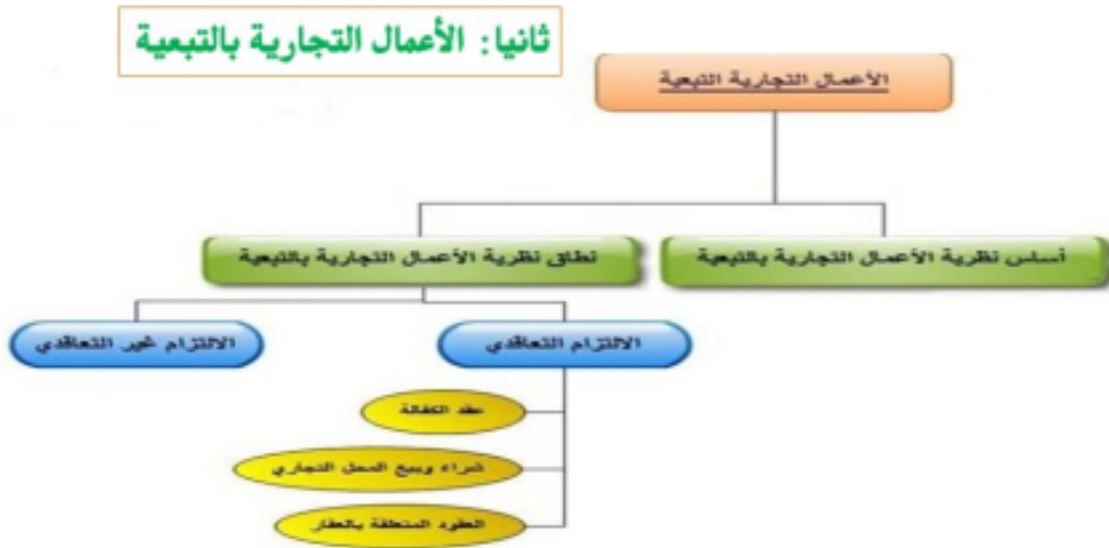 ثانيا: الأعمال التجارية بالتبعية
الأعمال التجارية التبعية
أساس نظرية الأعمال التجارية بالتبعية
نطاق نظرية الأعمال التجارية بالتبعية
الالتزام التعاقدي
الالتزام غير التعاقدي
عقد الكفالة
شراء وبيع المحل التجاري
العقود المتعلقة بالعقار